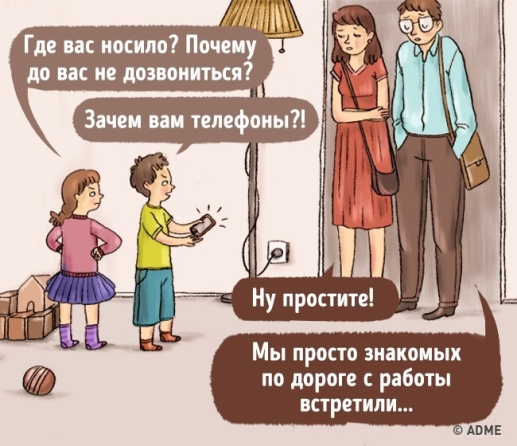 Где вас носило? Почему
до вас не дозвониться?
Зачем вам телефоны?!
Ну простите!
Мы просто знакомых
по дороге с работы
встретили...
© ADME